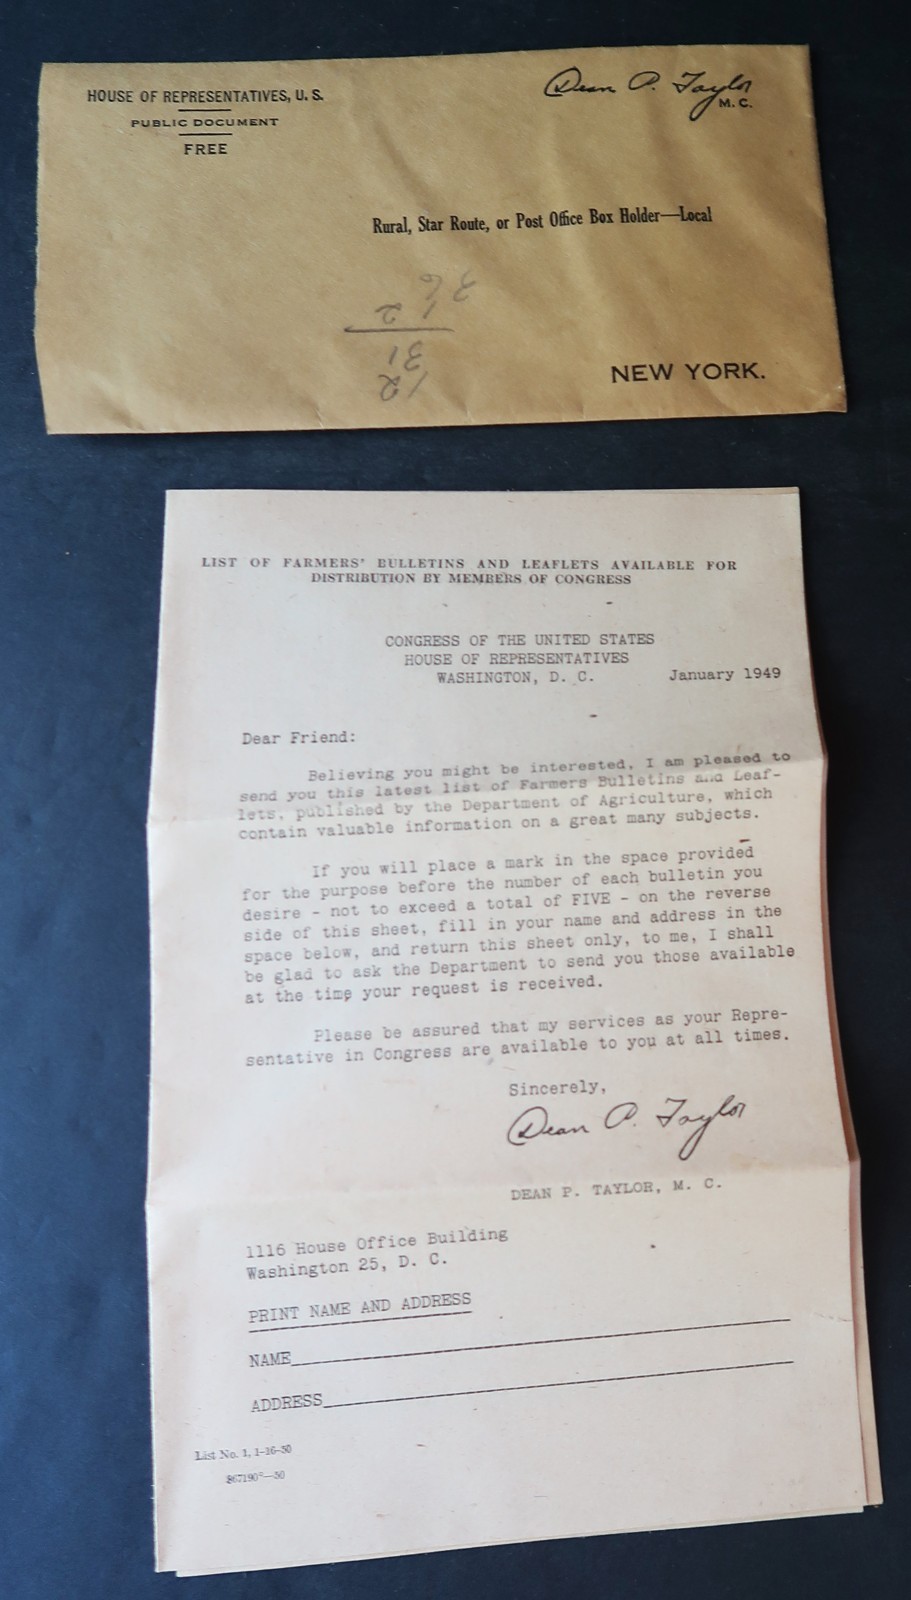 HOUSE OF REPRESENTATIVES, U. S.
PUBLIC DOCUMENT
FREE
Dean P. Taylor
M. C.
Rural, Star Route, or Post Office Box Holder—Local
12
31
1 2
3 6
NEW YORK.
LIST OF FARMERS' BULLETINS AND LEAFLETS AVAILABLE FOR
DISTRIBUTION BY MEMBERS OF CONGRESS
CONGRESS OF THE UNITED STATES
HOUSE OF REPRESENTATIVES
WASHINGTON, D. C.
January 1949
Dear Friend:
Believing you might be interested, I am pleased to
send you this latest list of Farmers Bulletins and Leaf-
lets, published by the Department of Agriculture, which
contain valuable information on a great many subjects.
If you will place a mark in the space provided
for the purpose before the number of each bulletin you
desire - not to exceed a total of FIVE - on the reverse
side of this sheet, fill in your name and address in the
space below, and return this sheet only, to me, I shall
be glad to ask the Department to send you those available
at the time your request is received.
Please be assured that my services as your Repre-
sentative in Congress are available to you at all times.
Sincerely,
Dean P. Taylor
DEAN P. TAYLOR, M. C.
1116 House Office Building
Washington 25, D. C.
PRINT NAME AND ADDRESS
NAME
ADDRESS
List No. 1, 1-16-50
867190°—50